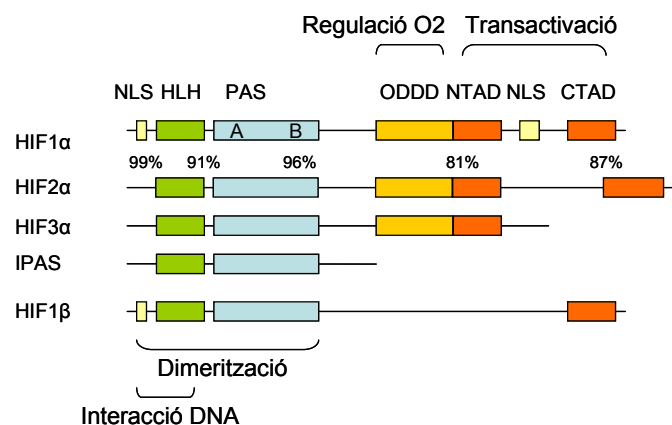 Regulació O2 Transactivació
NLS HLH PAS ODDD NTAD NLS CTAD
A B
HIF1α
99% 91% 96% 81% 87%
HIF2α
HIF3α
IPAS
HIF1β
Dimerització
Interacció DNA